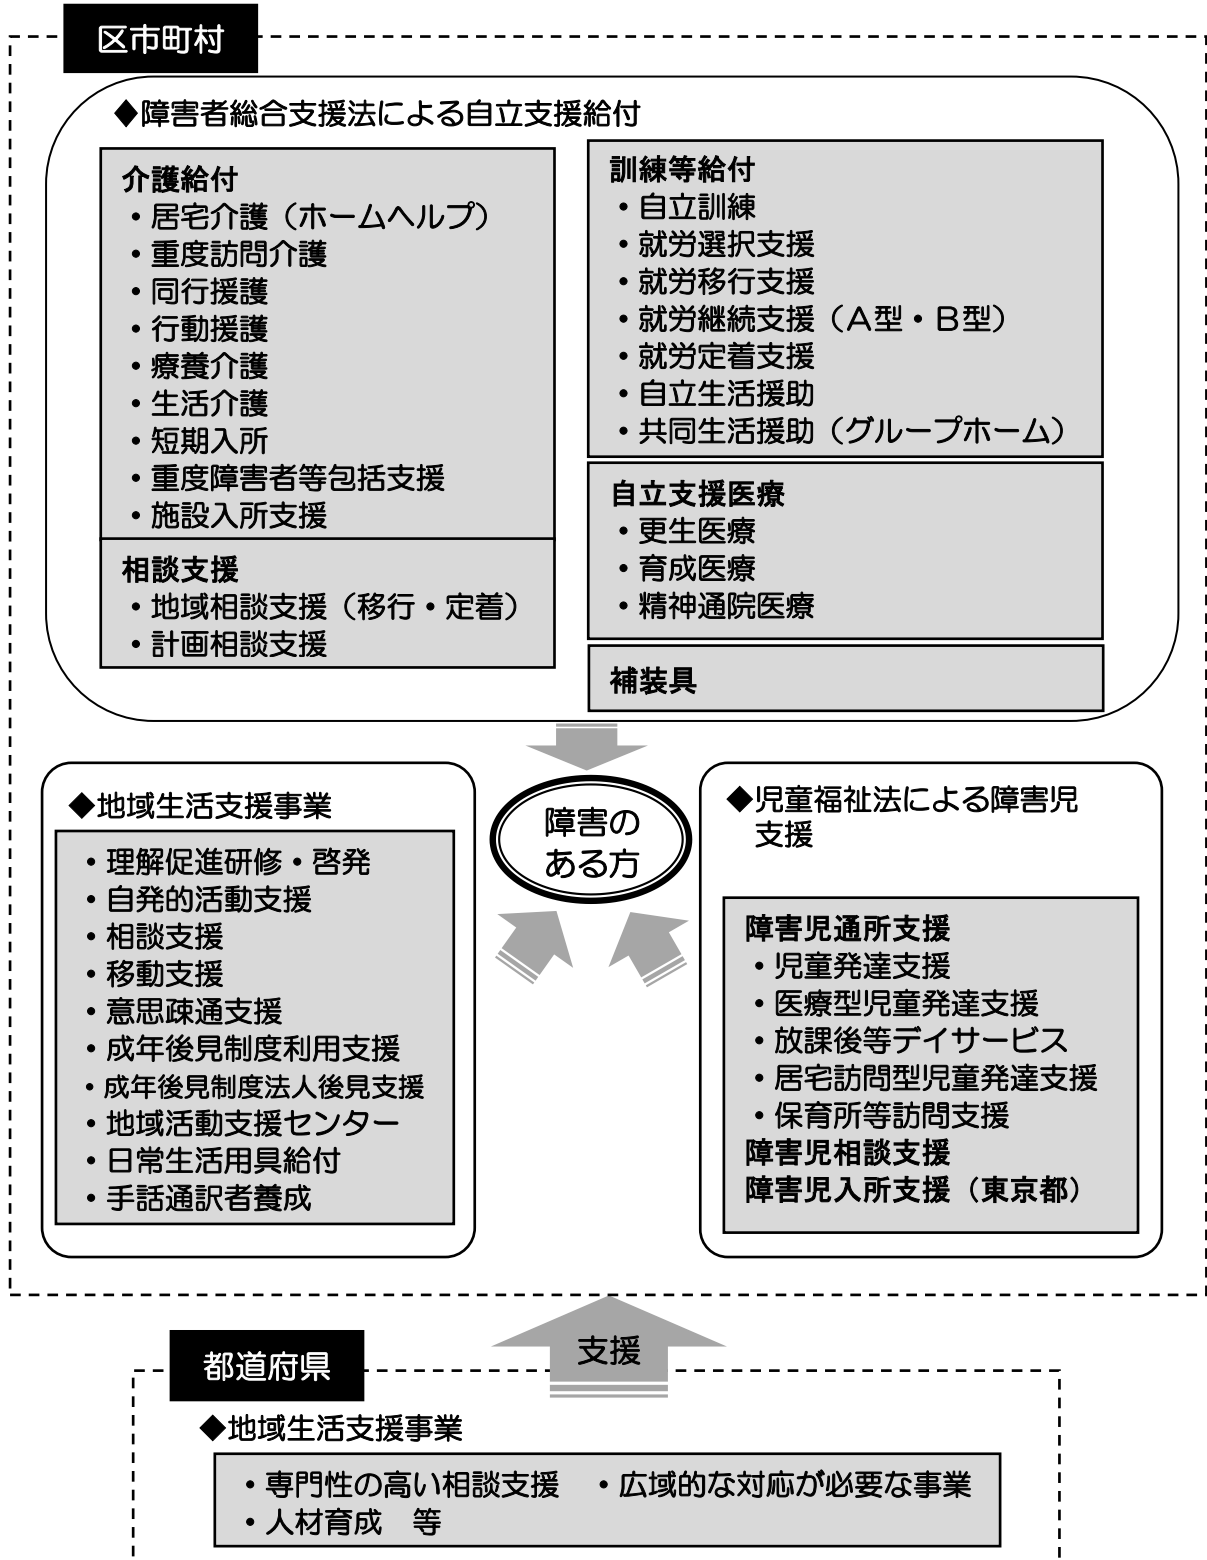 区市町村
◆障害者総合支援法による自立支援給付
介護給付
・居宅介護（ホームヘルプ）
・重度訪問介護
・同行援護
・行動援護
・療養介護
・生活介護
・短期入所
・重度障害者等包括支援
・施設入所支援
相談支援
・地域相談支援（移行・定着）
・計画相談支援
訓練等給付
・自立訓練
・就労選択支援
・就労移行支援
・就労継続支援（Ａ型・Ｂ型）
・就労定着支援
・自立生活援助
・共同生活援助（グループホーム）
自立支援医療
・更生医療
・育成医療
・精神通院医療
補装具
障害の
ある方
◆地域生活支援事業
・理解促進研修・啓発
・自発的活動支援
・相談支援
・移動支援
・意思疎通支援
・成年後見制度利用支援
・成年後見制度法人後見支援
・地域活動支援センター
・日常生活用具給付
・手話通訳者養成
◆児童福祉法による障害児
支援
障害児通所支援
・児童発達支援
・医療型児童発達支援
・放課後等デイサービス
・居宅訪問型児童発達支援
・保育所等訪問支援
障害児相談支援
障害児入所支援（東京都）
支援
都道府県
◆地域生活支援事業
・専門性の高い相談支援　・広域的な対応が必要な事業
・人材育成　等